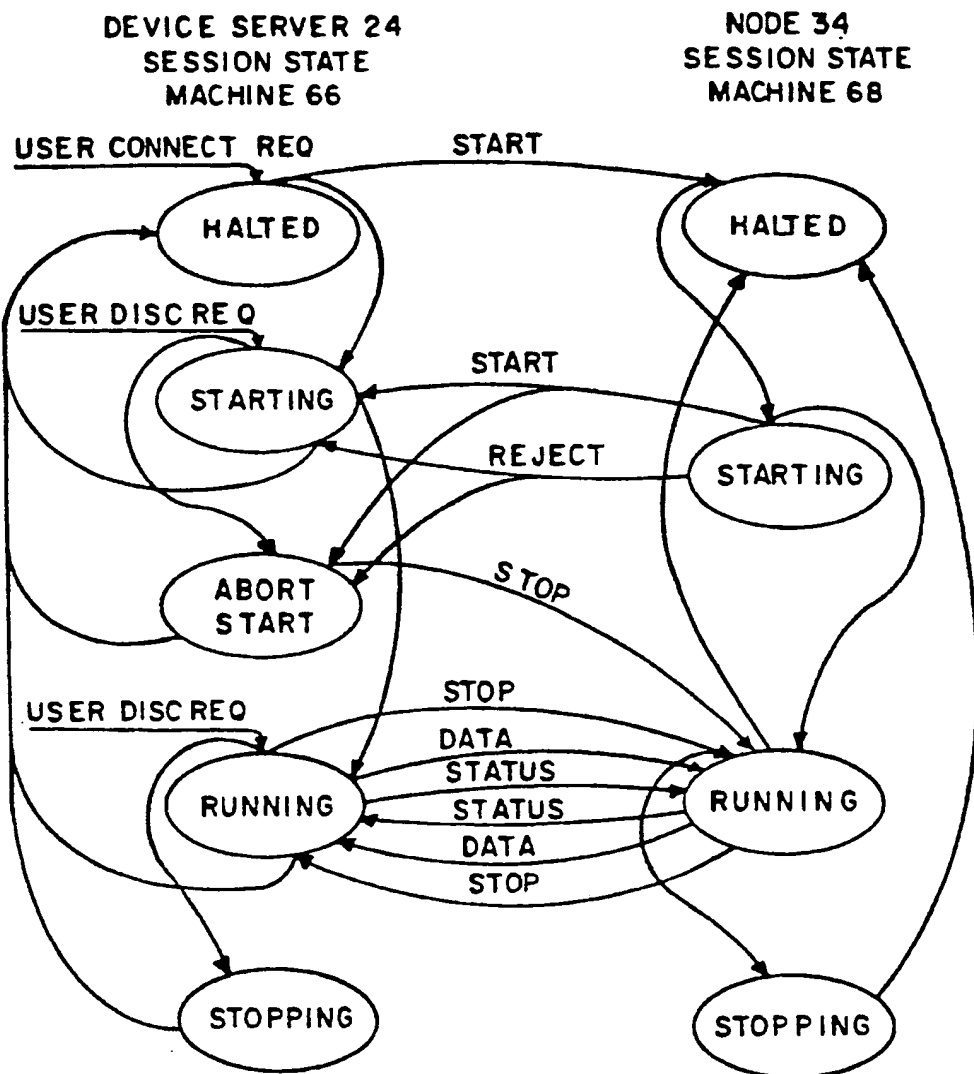 DEVICE SERVER 24
SESSION STATE
MACHINE 66
NODE 34
SESSION STATE
MACHINE 68
USER CONNECT REQ
START
HALTED
HALTED
USER DISC REQ
STARTING
START
REJECT
STARTING
ABORT
START
STOP
USER DISC REQ
STOP
DATA
STATUS
RUNNING
RUNNING
STATUS
DATA
STOP
STOPPING
STOPPING